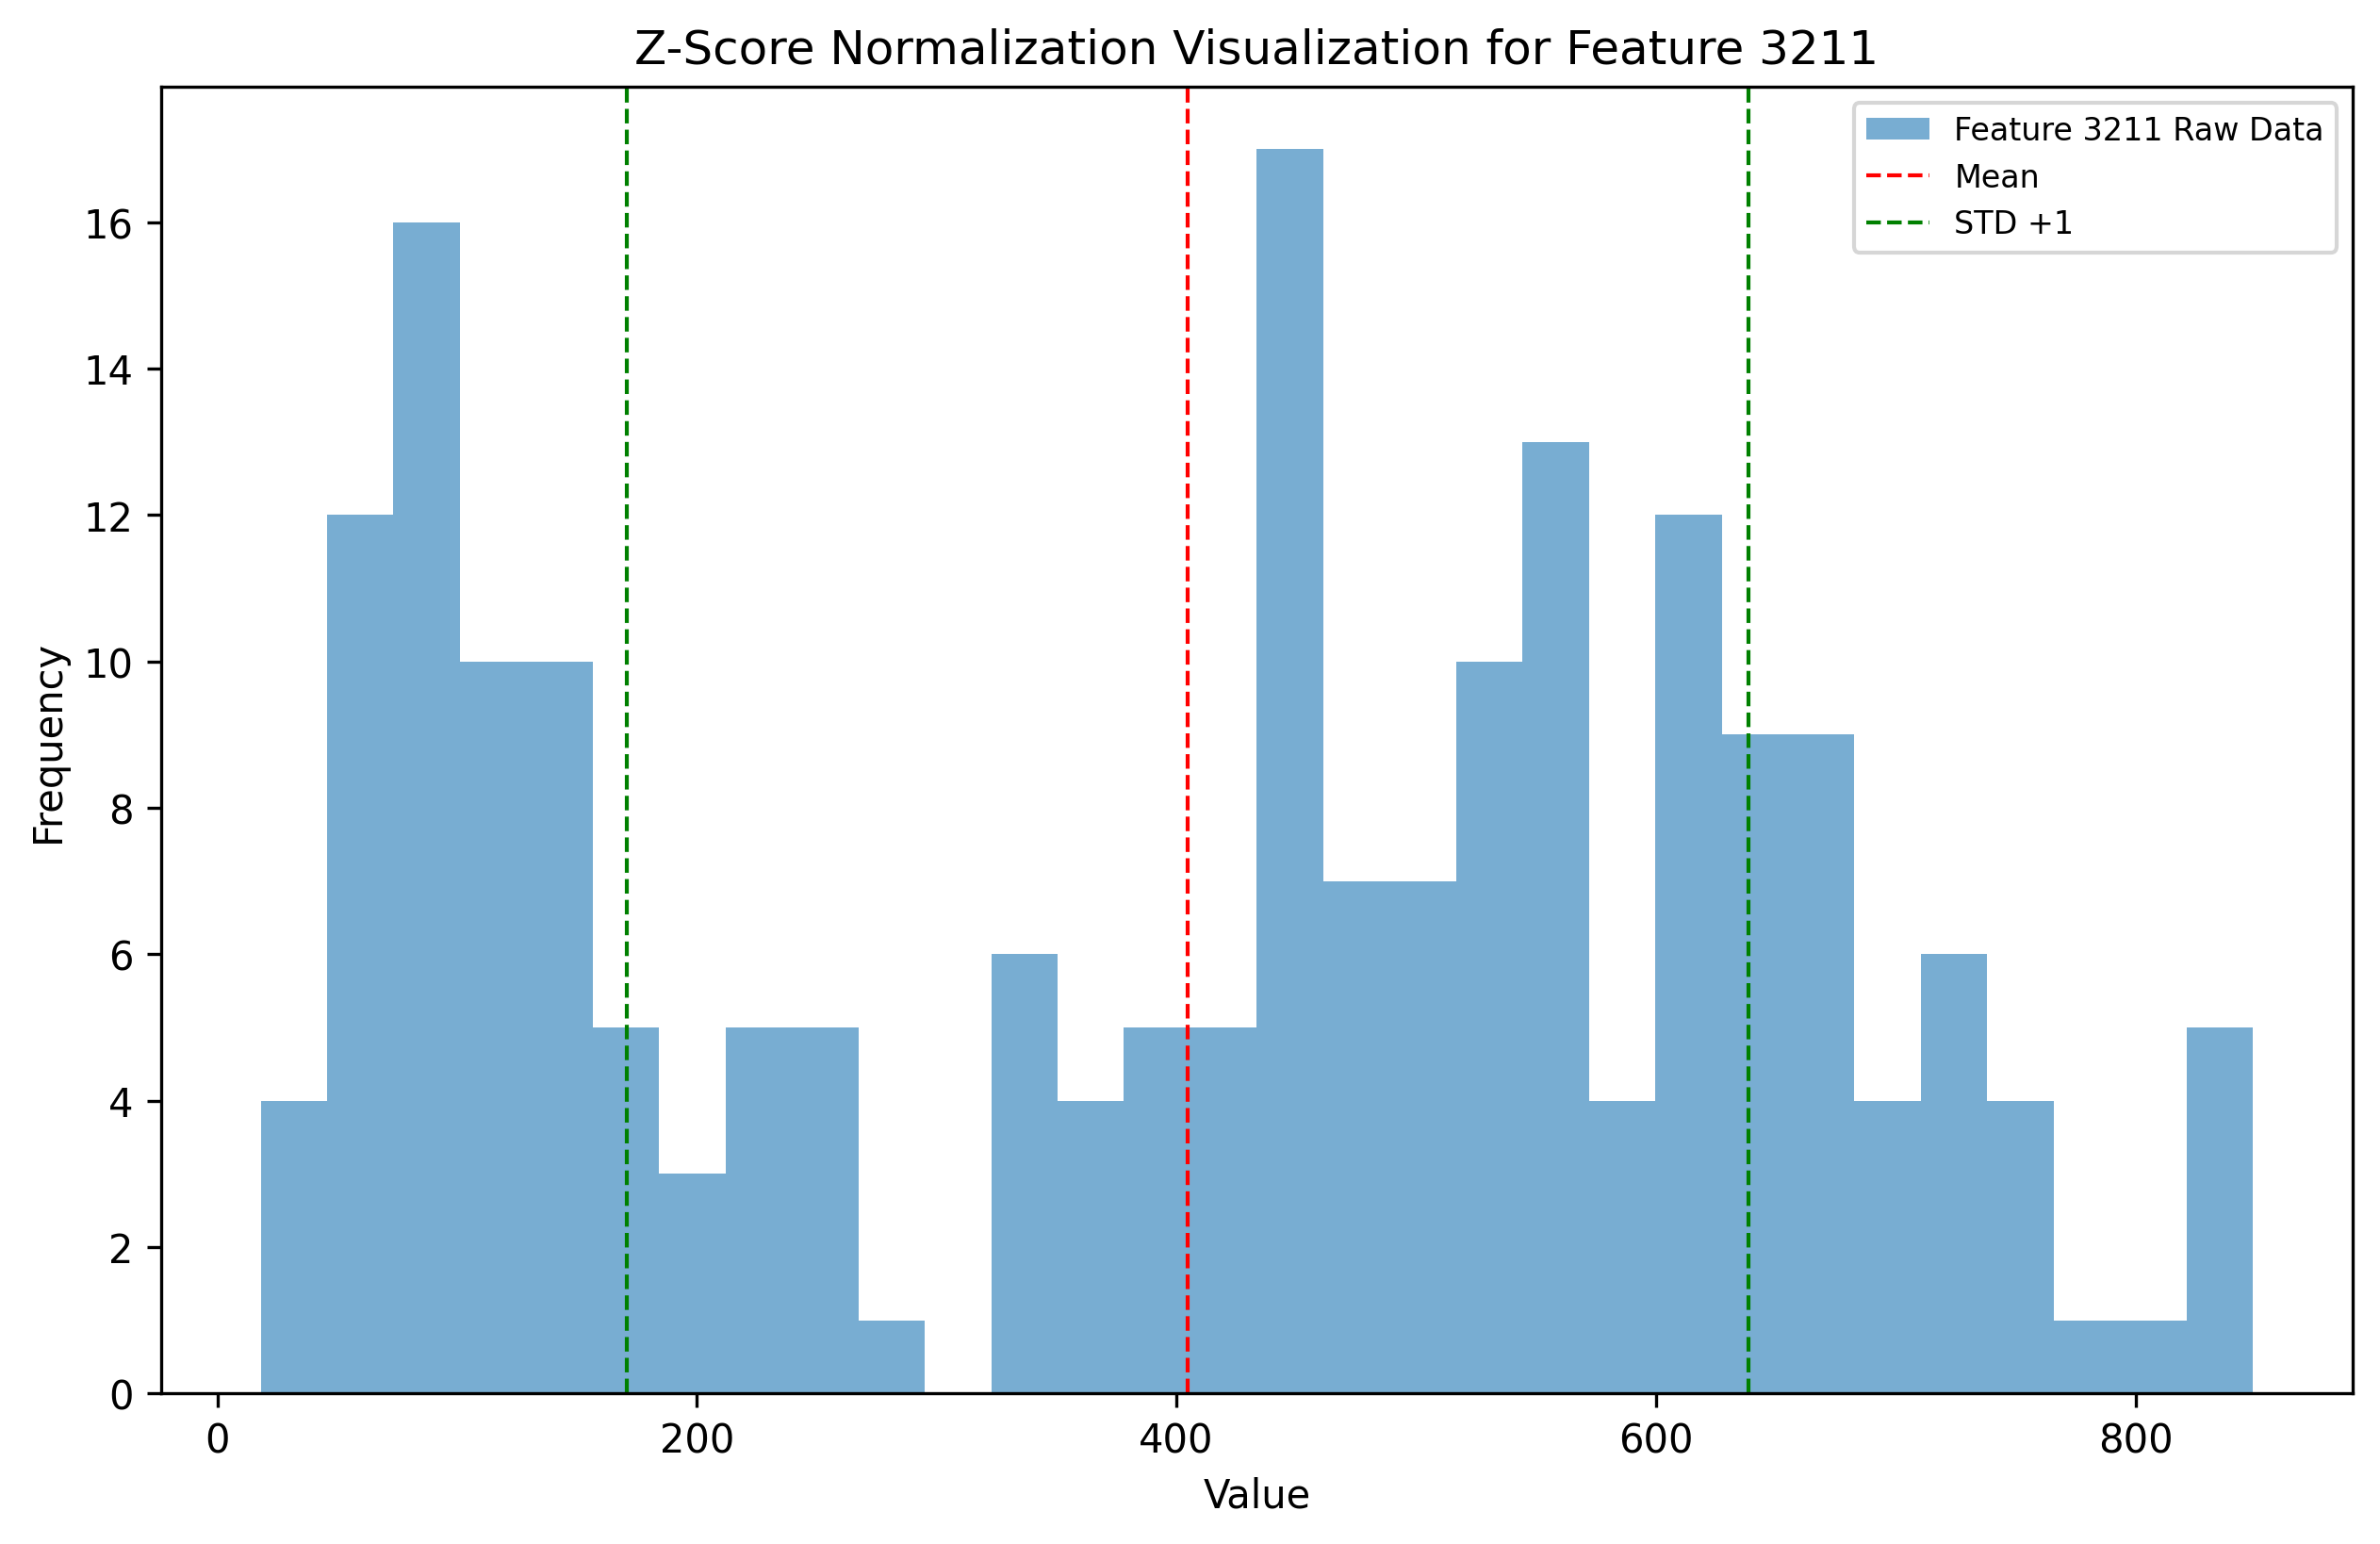 Z-Score Normalization Visualization for Feature 3211
Feature 3211 Raw Data
Mean
STD +1
Frequency
16
14
12
10
8
6
4
2
0
0 200 400 600 800
Value